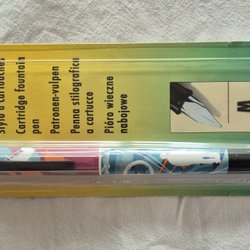 Stylo à cartouches
Cartridge fountain
pen
Patronen-vulpen
Penna stilografica
a cartucce
Pióro wieczne
nabojowe
M